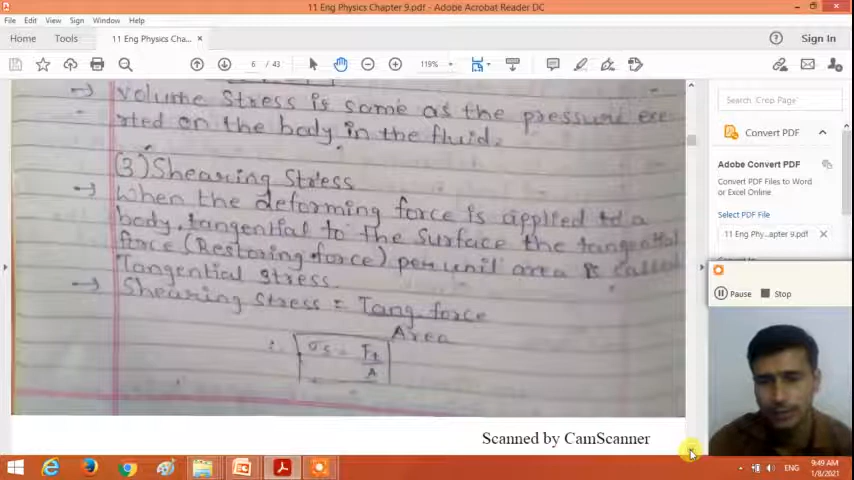 11 Eng Physics Chapter 9.pdf - Adobe Acrobat Reader DC
File Edit View Sign Window Help
Home Tools 11 Eng Physics Cha... × Sign In
6 / 43 119%
→ Volume Stress is same as the pressure exe-
rted on the body in the fluid.
(3) Shearing Stress
→ When the deforming force is applied to a
body, tangential to the surface the tangential
force (Restoring force) per unit area is called
Tangential stress.
→ Shearing stress = Tang. force
Area
∴ σs = Ft
A
Scanned by CamScanner
Search 'Crop Page'
Convert PDF
Adobe Convert PDF
Convert PDF Files to Word
or Excel Online
Select PDF File
11 Eng Phy...apter 9.pdf ×
Pause Stop
ENG
9:49 AM
1/8/2021